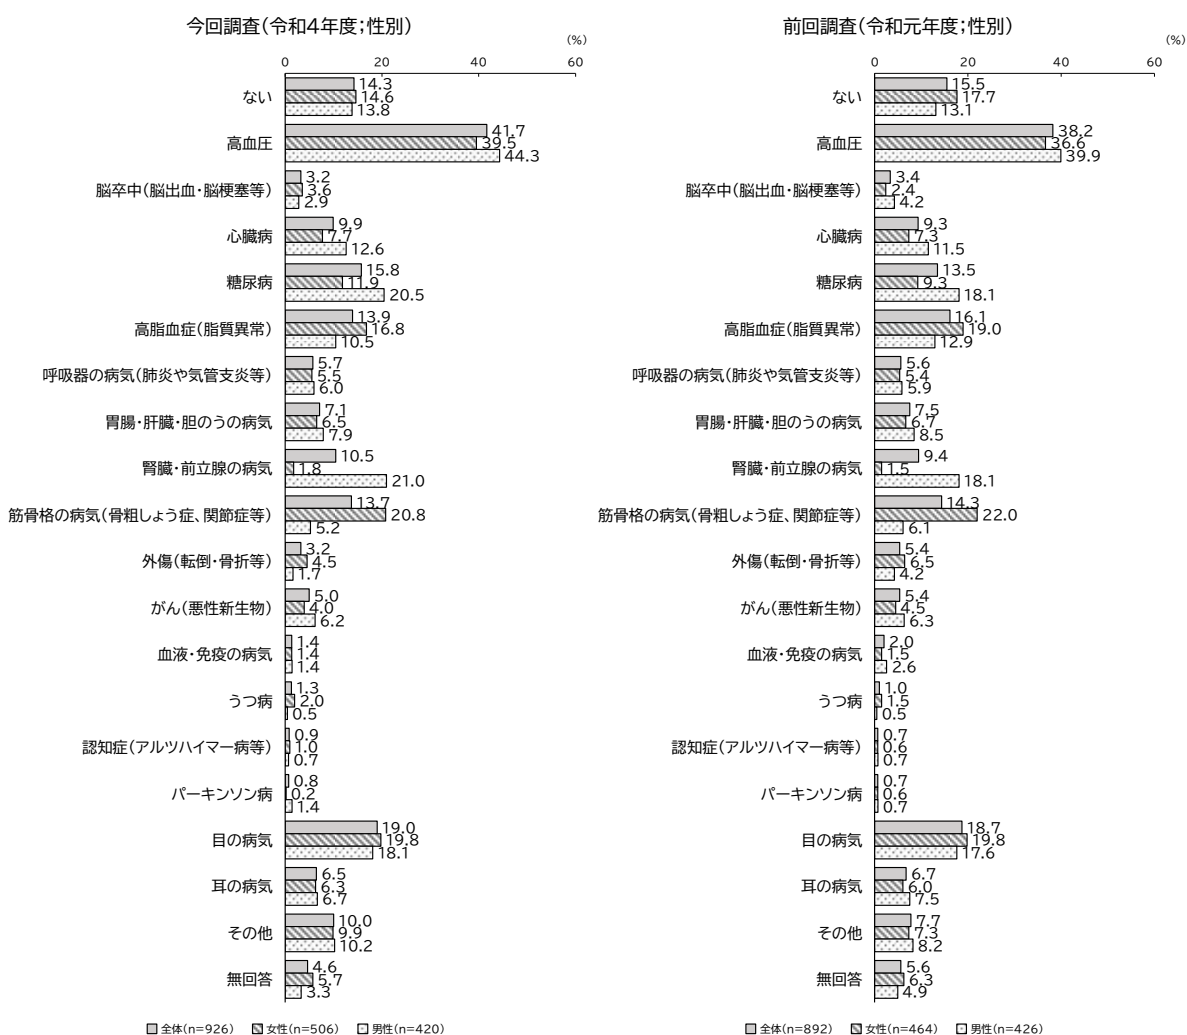 今回調査(令和4年度;性別)
(%)
0 20 40 60
ない
14.3
14.6
13.8
高血圧
41.7
39.5
44.3
脳卒中(脳出血・脳梗塞等)
3.2
3.6
2.9
心臓病
9.9
7.7
12.6
糖尿病
15.8
11.9
20.5
高脂血症(脂質異常)
13.9
16.8
10.5
呼吸器の病気(肺炎や気管支炎等)
5.7
5.5
6.0
胃腸・肝臓・胆のうの病気
7.1
6.5
7.9
腎臓・前立腺の病気
10.5
1.8
21.0
筋骨格の病気(骨粗しょう症、関節症等)
13.7
20.8
5.2
外傷(転倒・骨折等)
3.2
4.5
1.7
がん(悪性新生物)
5.0
4.0
6.2
血液・免疫の病気
1.4
1.4
1.4
うつ病
1.3
2.0
0.5
認知症(アルツハイマー病等)
0.9
1.0
0.7
パーキンソン病
0.8
0.2
1.4
目の病気
19.0
19.8
18.1
耳の病気
6.5
6.3
6.7
その他
10.0
9.9
10.2
無回答
4.6
5.7
3.3
全体(n=926) 女性(n=506) 男性(n=420)
前回調査(令和元年度;性別)
(%)
0 20 40 60
ない
15.5
17.7
13.1
高血圧
38.2
36.6
39.9
脳卒中(脳出血・脳梗塞等)
3.4
2.4
4.2
心臓病
9.3
7.3
11.5
糖尿病
13.5
9.3
18.1
高脂血症(脂質異常)
16.1
19.0
12.9
呼吸器の病気(肺炎や気管支炎等)
5.6
5.4
5.9
胃腸・肝臓・胆のうの病気
7.5
6.7
8.5
腎臓・前立腺の病気
9.4
1.5
18.1
筋骨格の病気(骨粗しょう症、関節症等)
14.3
22.0
6.1
外傷(転倒・骨折等)
5.4
6.5
4.2
がん(悪性新生物)
5.4
4.5
6.3
血液・免疫の病気
2.0
1.5
2.6
うつ病
1.0
1.5
0.5
認知症(アルツハイマー病等)
0.7
0.6
0.7
パーキンソン病
0.7
0.6
0.7
目の病気
18.7
19.8
17.6
耳の病気
6.7
6.0
7.5
その他
7.7
7.3
8.2
無回答
5.6
6.3
4.9
全体(n=892) 女性(n=464) 男性(n=426)